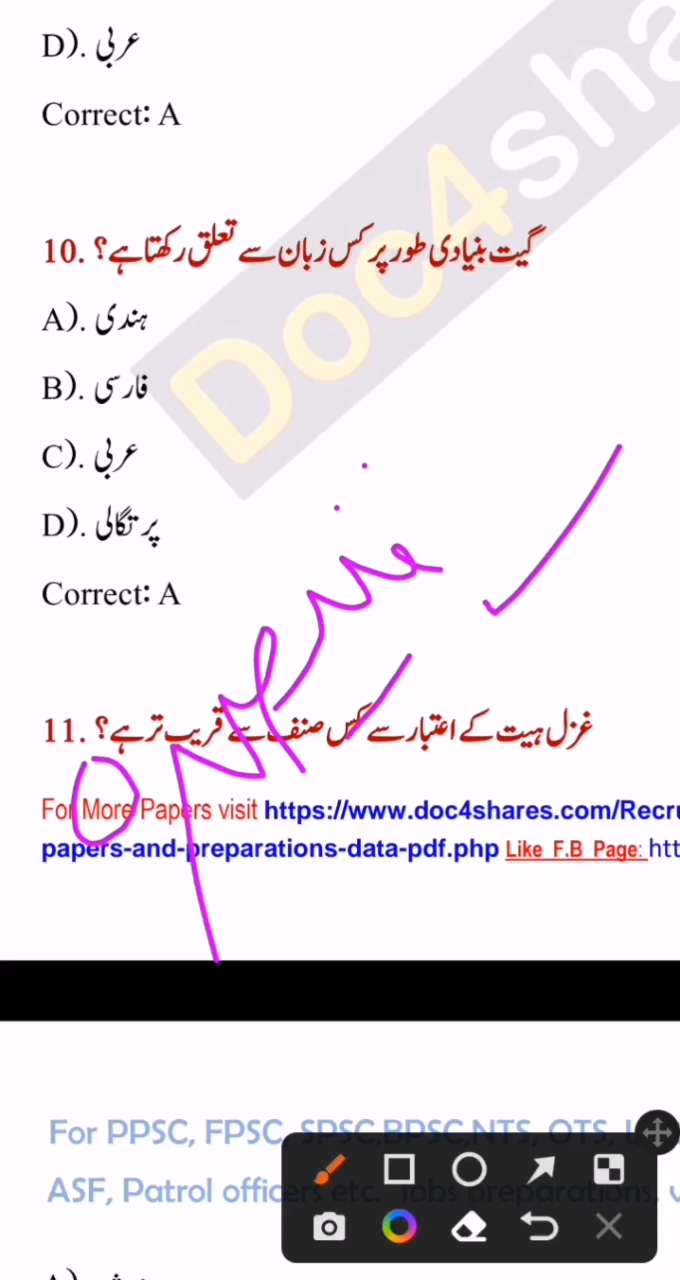 D). عربی
Correct: A
10. گیت بنیادی طور پر کس زبان سے تعلق رکھتا ہے؟
A). ہندی
B). فارسی
C). عربی
D). پرتگالی
Correct: A
11. غزل ہیت کے اعتبار سے کس صنف سے قریب تر ہے؟
For More Papers visit https://www.doc4shares.com/Recru
papers-and-preparations-data-pdf.php Like F.B Page: htt
For PPSC, FPSC, SPSC,BPSC,NTS, OTS,
ASF, Patrol officers etc. Jobs preparations,
Doc4sha